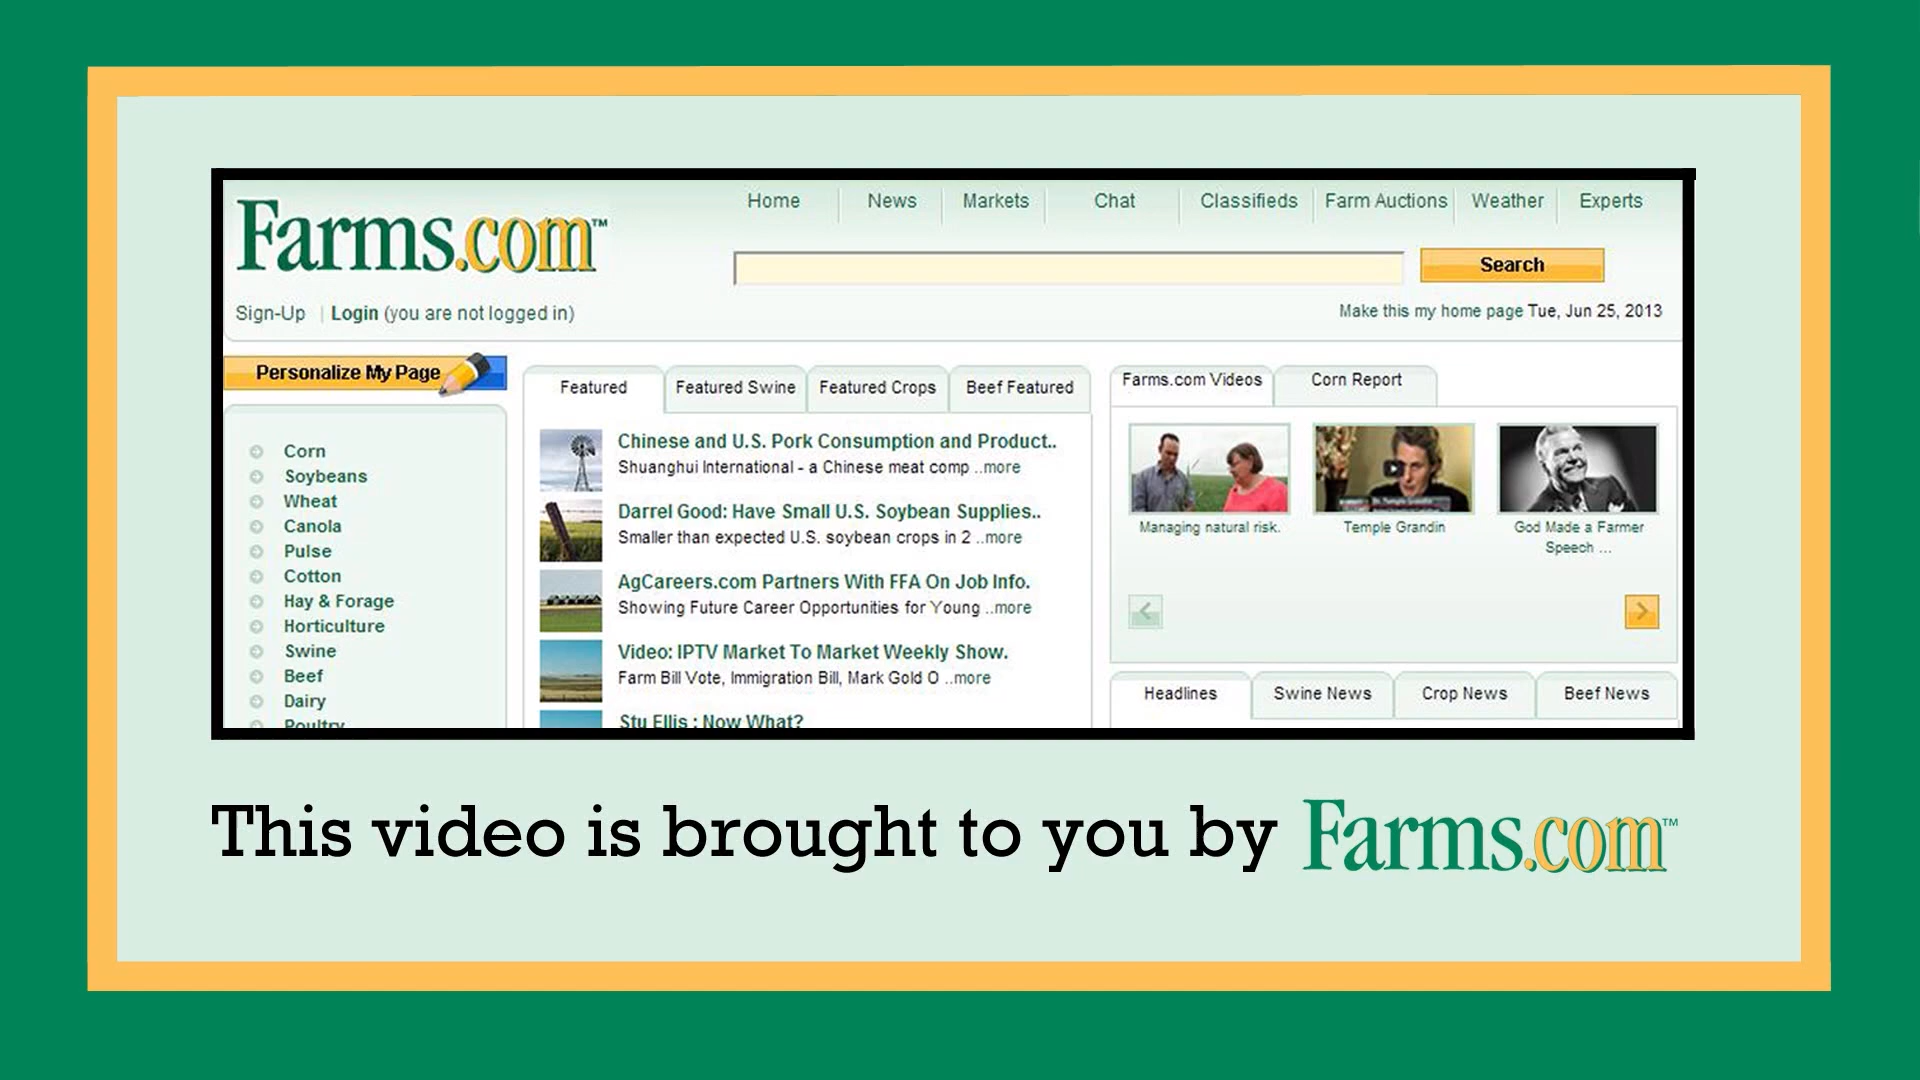 Farms.com™
Home News Markets Chat Classifieds Farm Auctions Weather Experts
Search
Sign-Up | Login (you are not logged in)
Make this my home page Tue, Jun 25, 2013
Personalize My Page
Corn
Soybeans
Wheat
Canola
Pulse
Cotton
Hay & Forage
Horticulture
Swine
Beef
Dairy
Poultry
Featured Featured Swine Featured Crops Beef Featured
Chinese and U.S. Pork Consumption and Product..
Shuanghui International - a Chinese meat comp ..more
Darrel Good: Have Small U.S. Soybean Supplies..
Smaller than expected U.S. soybean crops in 2 ..more
AgCareers.com Partners With FFA On Job Info.
Showing Future Career Opportunities for Young ..more
Video: IPTV Market To Market Weekly Show.
Farm Bill Vote, Immigration Bill, Mark Gold O ..more
Stu Ellis : Now What?
Farms.com Videos Corn Report
Managing natural risk.
Temple Grandin
God Made a Farmer
Speech ...
Headlines Swine News Crop News Beef News
This video is brought to you by Farms.com™